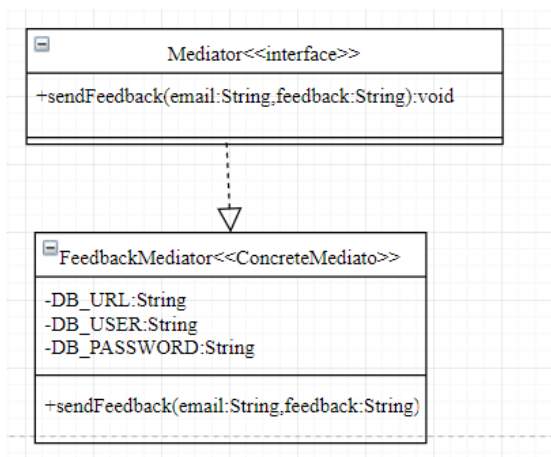 Mediator<<interface>>
+sendFeedback(email:String,feedback:String):void
FeedbackMediator<<ConcreteMediato>>
-DB_URL:String
-DB_USER:String
-DB_PASSWORD:String
+sendFeedback(email:String,feedback:String)